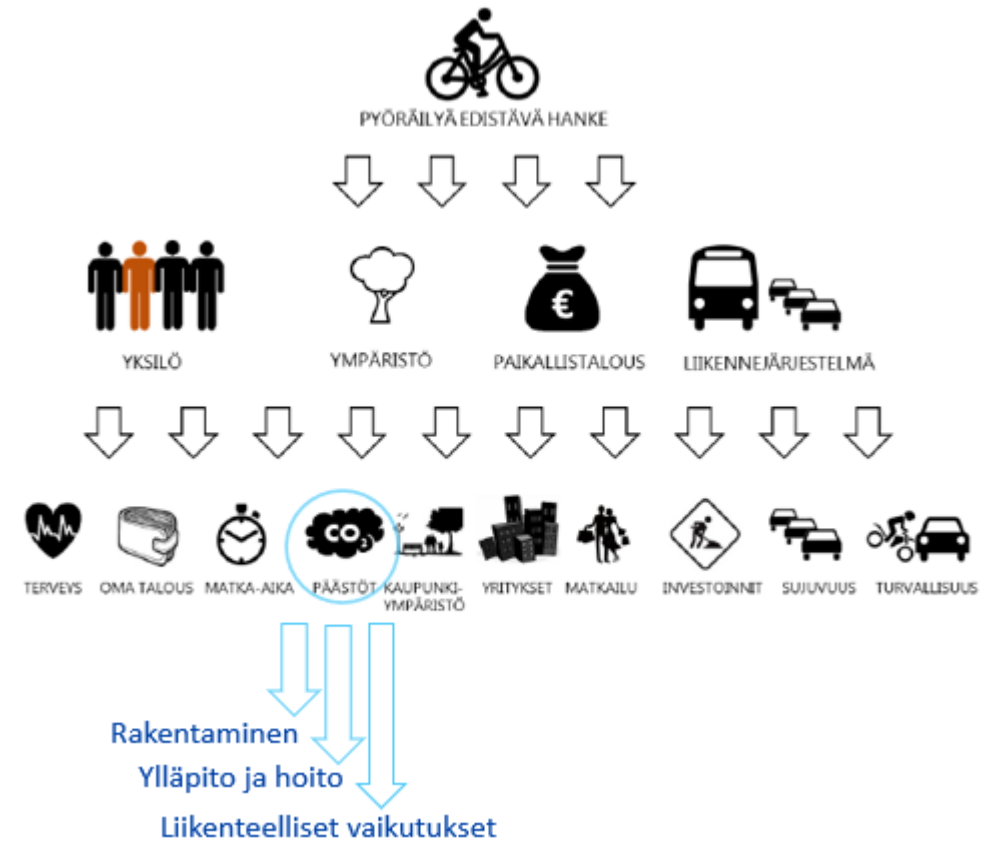 PYÖRÄILYÄ EDISTÄVÄ HANKE
YKSILÖ
YMPÄRISTÖ
€
PAIKALLISTALOUS
LIIKENNEJÄRJESTELMÄ
CO2
TERVEYS
OMA TALOUS
MATKA-AIKA
PÄÄSTÖT
KAUPUNKI-
YMPÄRISTÖ
YRITYKSET
MATKAILU
INVESTOINNIT
SUJUVUUS
TURVALLISUUS
Rakentaminen
Ylläpito ja hoito
Liikenteelliset vaikutukset